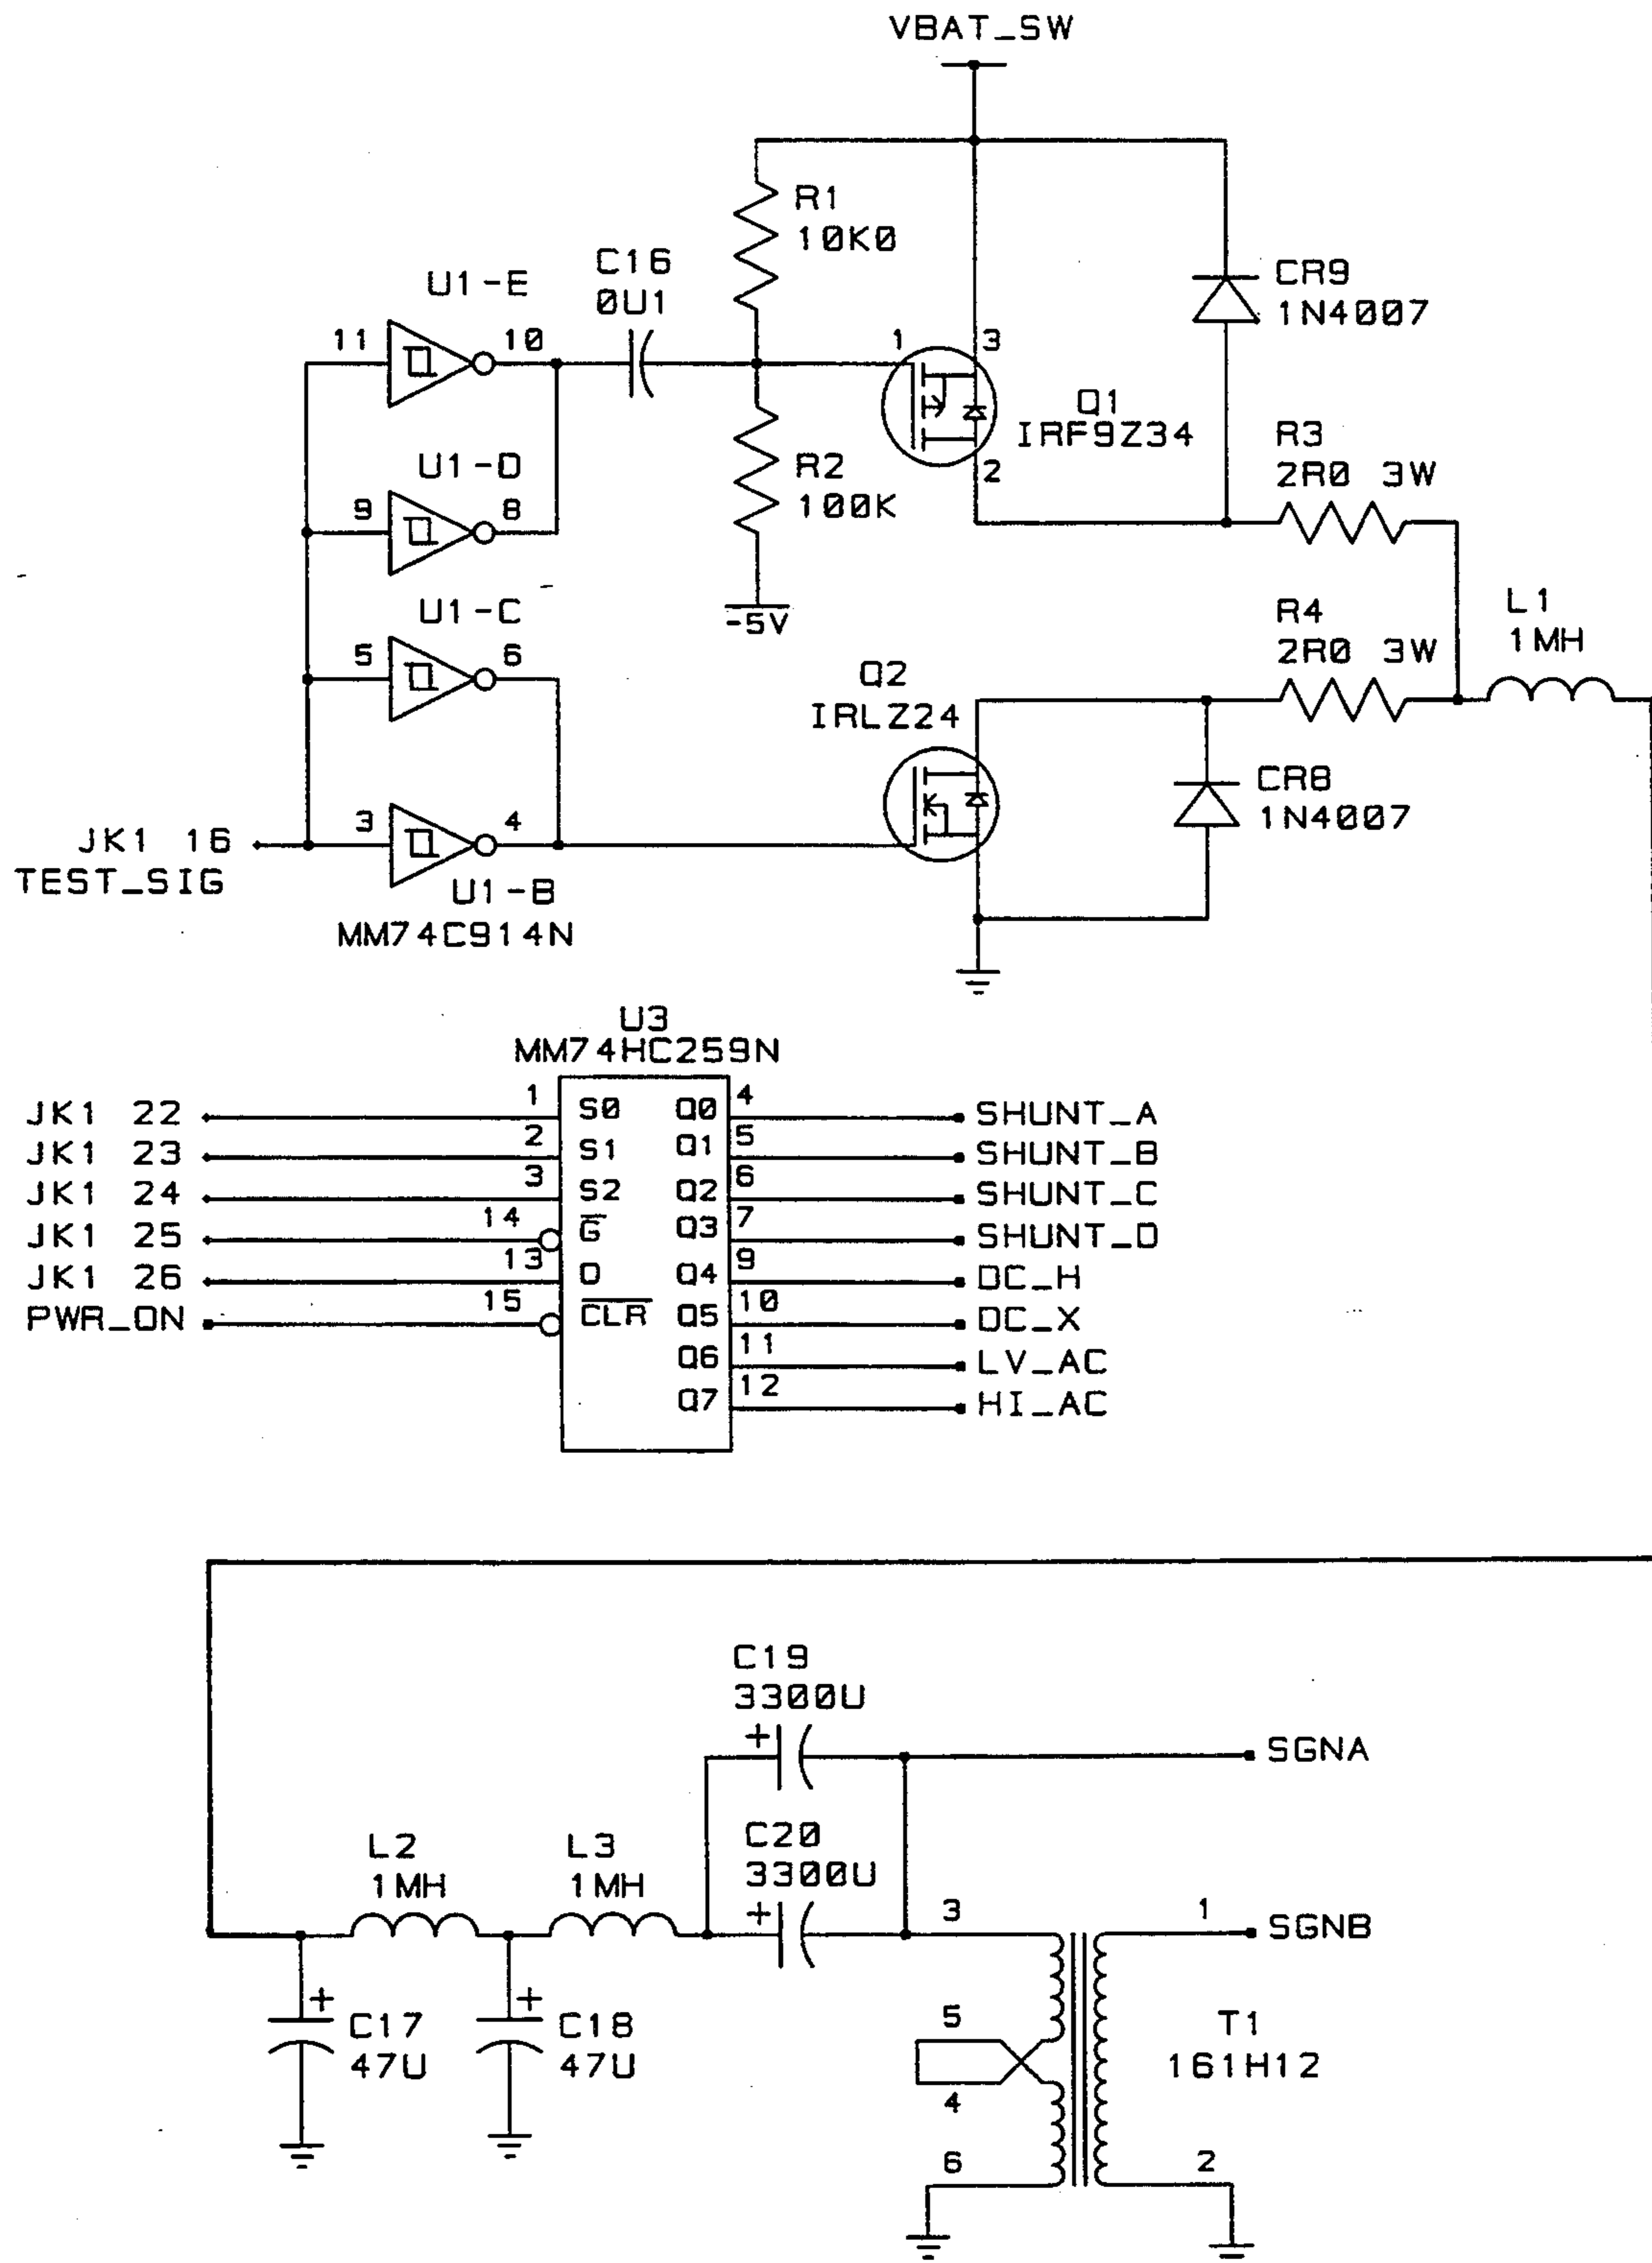 VBAT_SW
R1
10K0
C16
0U1
U1-E
11
10
CR9
1N4007
1
3
Q1
IRF9Z34
2
U1-D
9
8
R2
100K
R3
2R0 3W
-5V
U1-C
5
6
R4
2R0 3W
L1
1MH
Q2
IRLZ24
CR8
1N4007
JK1 16
TEST_SIG
3
4
U1-B
MM74C914N
U3
MM74HC259N
JK1 22 1 S0 Q0 4 SHUNT_A
JK1 23 2 S1 Q1 5 SHUNT_B
JK1 24 3 S2 Q2 6 SHUNT_C
JK1 25 14 G Q3 7 SHUNT_D
JK1 26 13 D Q4 9 DC_H
PWR_ON 15 CLR Q5 10 DC_X
Q6 11 LV_AC
Q7 12 HI_AC
C19
3300U
+
SGNA
L2
1MH
L3
1MH
C20
3300U
+
3
1
SGNB
+
C17
47U
+
C18
47U
5
4
T1
161H12
6
2